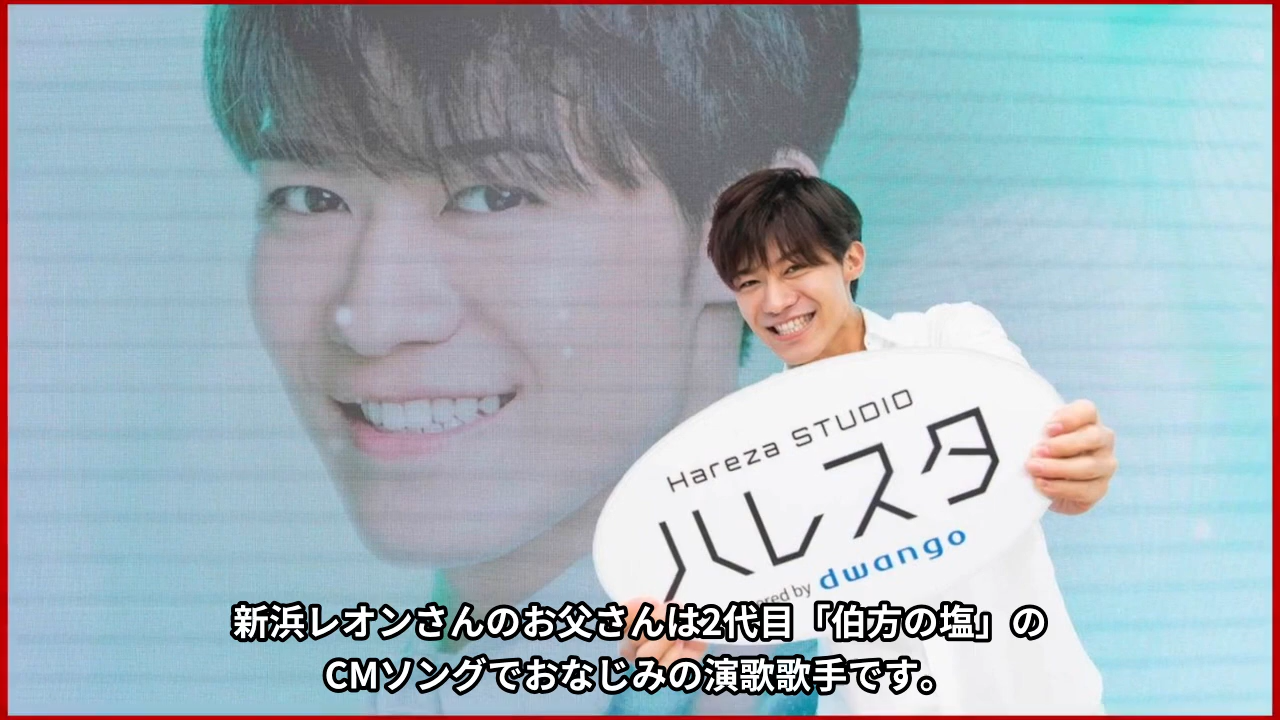 Hareza STUDIO
ハレスタ
by dwango
新浜レオンさんのお父さんは2代目「伯方の塩」の
CMソングでおなじみの演歌歌手です。